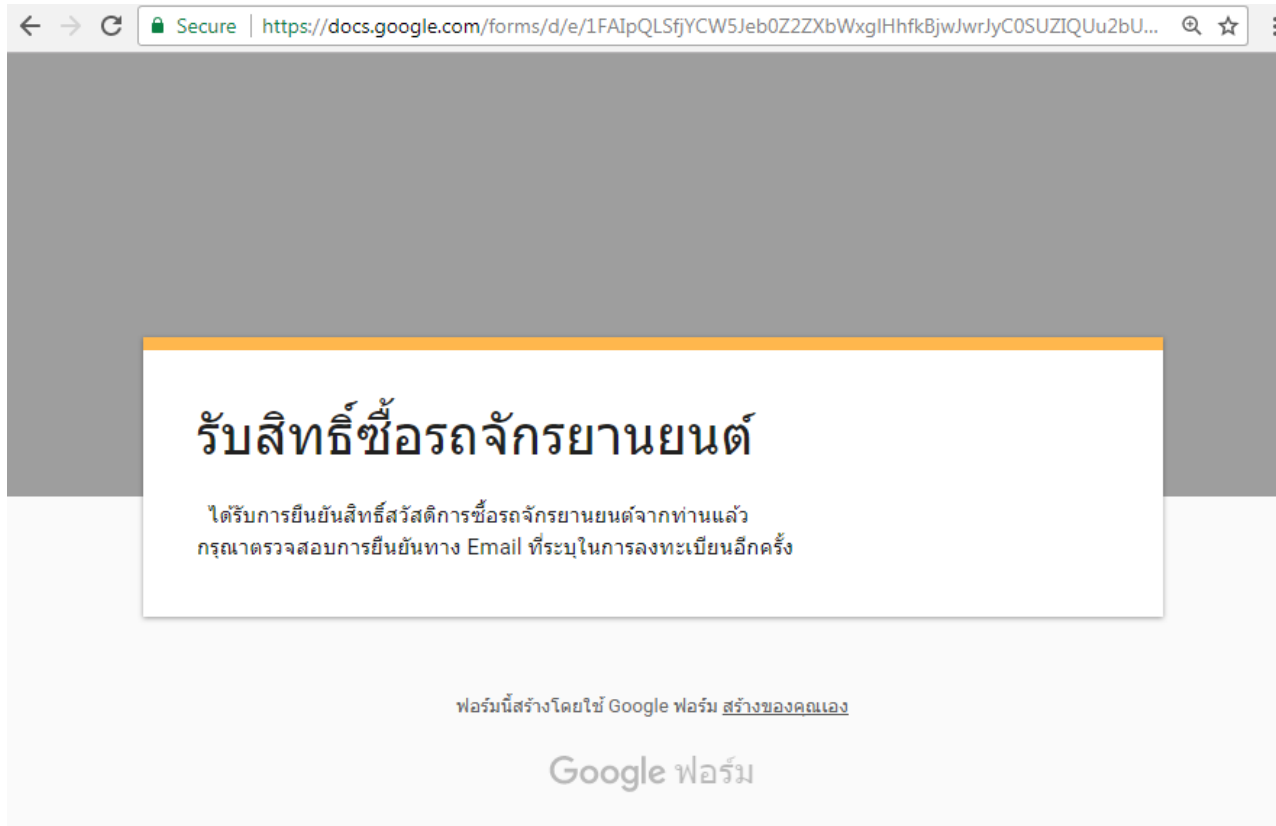 Secure https://docs.google.com/forms/d/e/1FAIpQLSfjYCW5Jeb0Z2ZXbWxglHhfkBjwJwrJyC0SUZIQUu2bU...
รับสิทธิ์ซื้อรถจักรยานยนต์
ได้รับการยืนยันสิทธิ์สวัสดิการซื้อรถจักรยานยนต์จากท่านแล้ว
กรุณาตรวจสอบการยืนยันทาง Email ที่ระบุในการลงทะเบียนอีกครั้ง
ฟอร์มนี้สร้างโดยใช้ Google ฟอร์ม สร้างของคุณเอง
Google ฟอร์ม